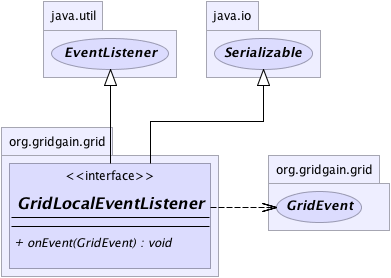 java.util
java.io
EventListener
Serializable
org.gridgain.grid
<<interface>>
GridLocalEventListener
+ onEvent(GridEvent) : void
org.gridgain.grid
GridEvent